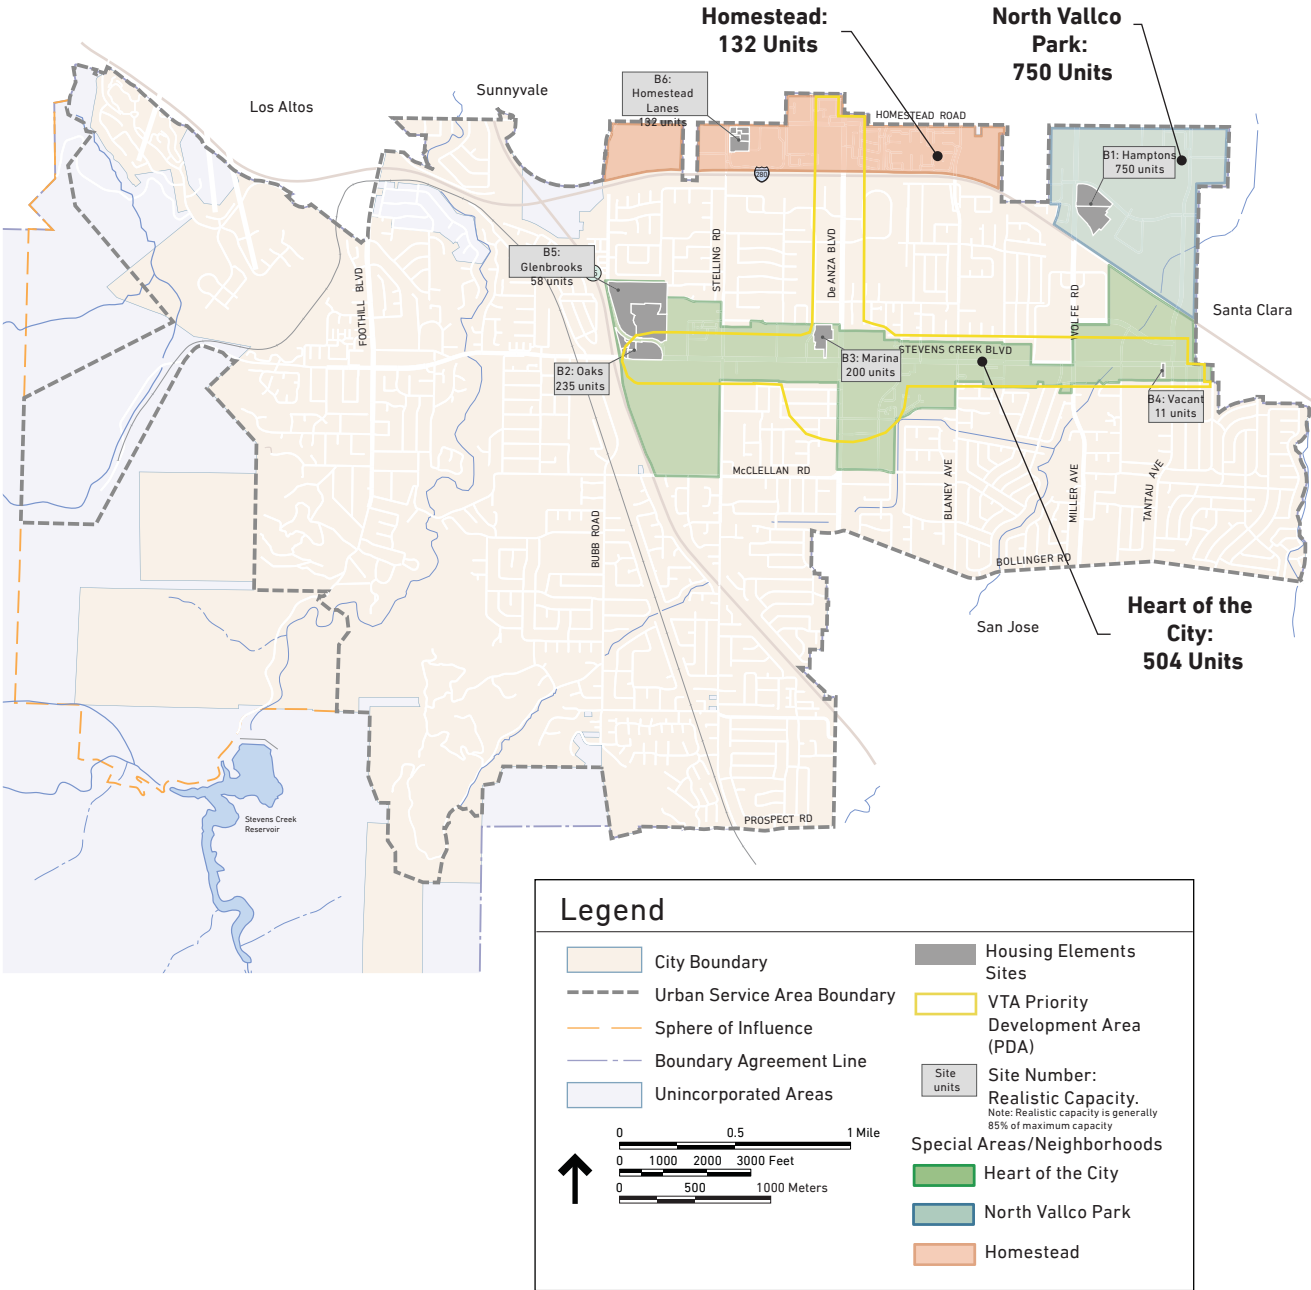 Homestead:
132 Units
North Vallco
Park:
750 Units
Los Altos
Sunnyvale
B6:
Homestead
Lanes
132 units
HOMESTEAD ROAD
280
B1: Hamptons
750 units
B5:
Glenbrooks
58 units
FOOTHILL BLVD
STELLING RD
De ANZA BLVD
WOLFE RD
Santa Clara
STEVENS CREEK BLVD
B2: Oaks
235 units
B3: Marina
200 units
B4: Vacant
11 units
McCLELLAN RD
BUBB ROAD
BLANEY AVE
MILLER AVE
TANTAU AVE
BOLLINGER RD
San Jose
Heart of the
City:
504 Units
Stevens Creek
Reservoir
PROSPECT RD
Legend
City Boundary
Urban Service Area Boundary
Sphere of Influence
Boundary Agreement Line
Unincorporated Areas
0 0.5 1 Mile
0 1000 2000 3000 Feet
0 500 1000 Meters
Housing Elements
Sites
VTA Priority
Development Area
(PDA)
Site
units
Site Number:
Realistic Capacity.
Note: Realistic capacity is generally
85% of maximum capacity
Special Areas/Neighborhoods
Heart of the City
North Vallco Park
Homestead